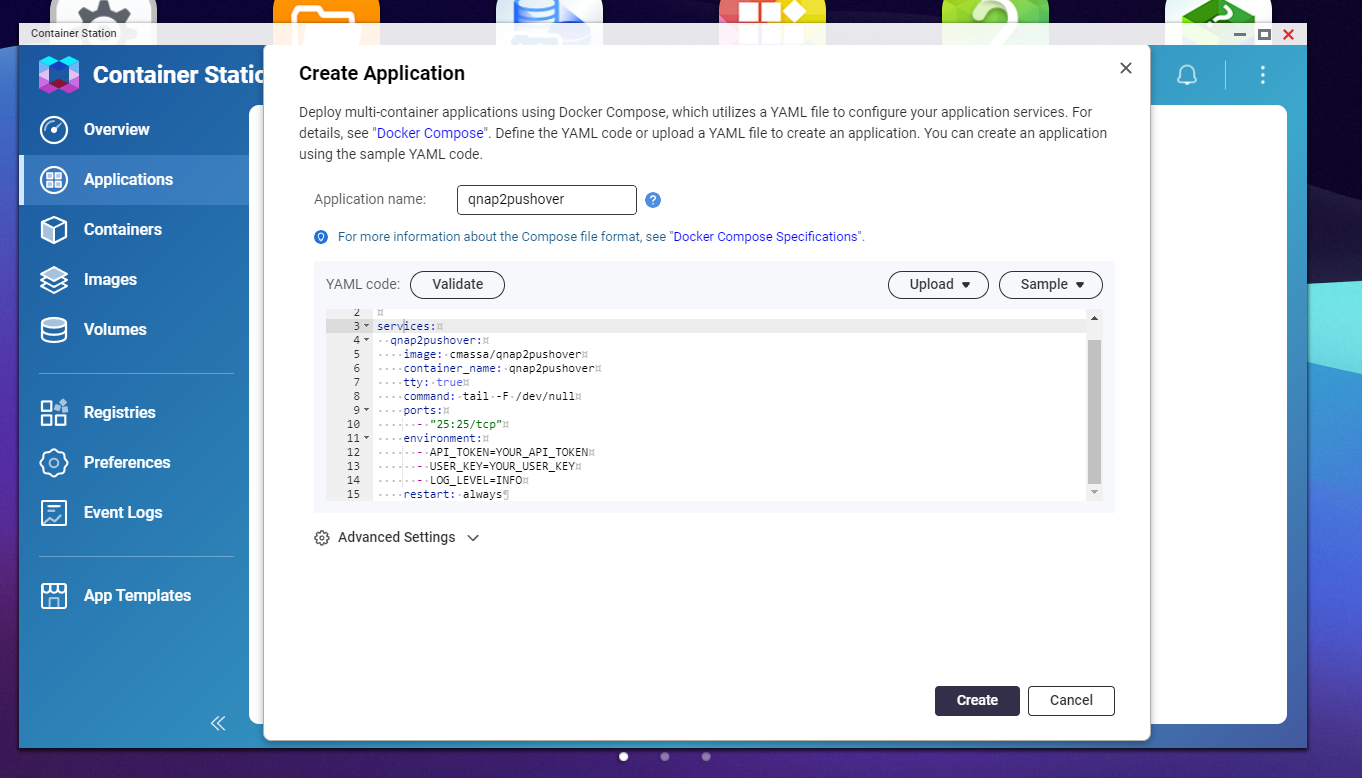 Container Station
Container Static
Overview
Applications
Containers
Images
Volumes
Registries
Preferences
Event Logs
App Templates
Create Application
Deploy multi-container applications using Docker Compose, which utilizes a YAML file to configure your application services. For
details, see "Docker Compose". Define the YAML code or upload a YAML file to create an application. You can create an application
using the sample YAML code.
Application name: qnap2pushover ?
For more information about the Compose file format, see "Docker Compose Specifications".
YAML code: Validate Upload Sample
2 ¤
3 services:¤
4 ··qnap2pushover:¤
5 ····image:·cmassa/qnap2pushover¤
6 ····container_name:·qnap2pushover¤
7 ····tty:·true¤
8 ····command:·tail·-F·/dev/null¤
9 ····ports:¤
10 ······-·"25:25/tcp"¤
11 ····environment:¤
12 ······-·API_TOKEN=YOUR_API_TOKEN¤
13 ······-·USER_KEY=YOUR_USER_KEY¤
14 ······-·LOG_LEVEL=INFO¤
15 ····restart:·always¶
Advanced Settings
Create Cancel